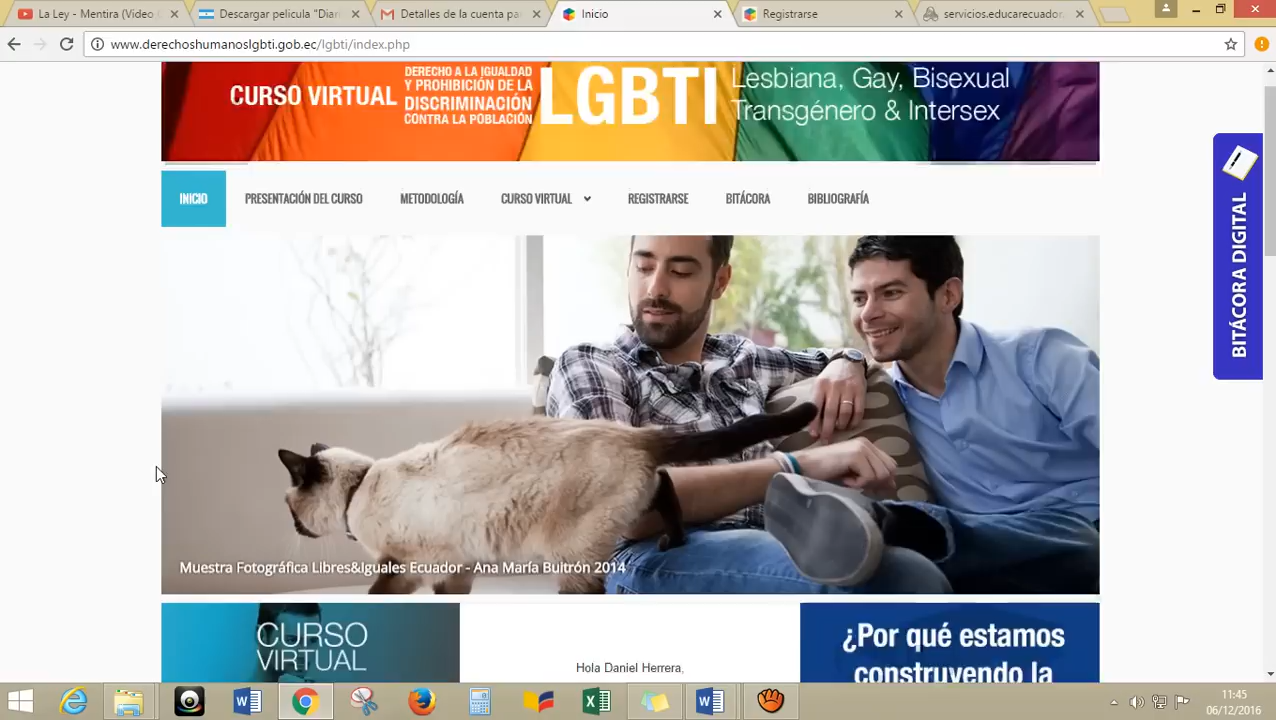 La Ley - Mentira (Video C
Descargar pelicula "Diar
Detalles de la cuenta pa
Inicio
Registrarse
servicios.educarecuador.
www.derechoshumanoslgbti.gob.ec/lgbti/index.php
CURSO VIRTUAL
DERECHO A LA IGUALDAD
Y PROHIBICIÓN DE LA
DISCRIMINACIÓN
CONTRA LA POBLACIÓN
LGBTI
Lesbiana, Gay, Bisexual
Transgénero & Intersex
INICIO
PRESENTACIÓN DEL CURSO
METODOLOGÍA
CURSO VIRTUAL
REGISTRARSE
BITÁCORA
BIBLIOGRAFÍA
BITÁCORA DIGITAL
Muestra Fotográfica Libres&Iguales Ecuador - Ana María Buitrón 2014
CURSO
VIRTUAL
Hola Daniel Herrera,
¿Por qué estamos
construyendo la
11:45
06/12/2016